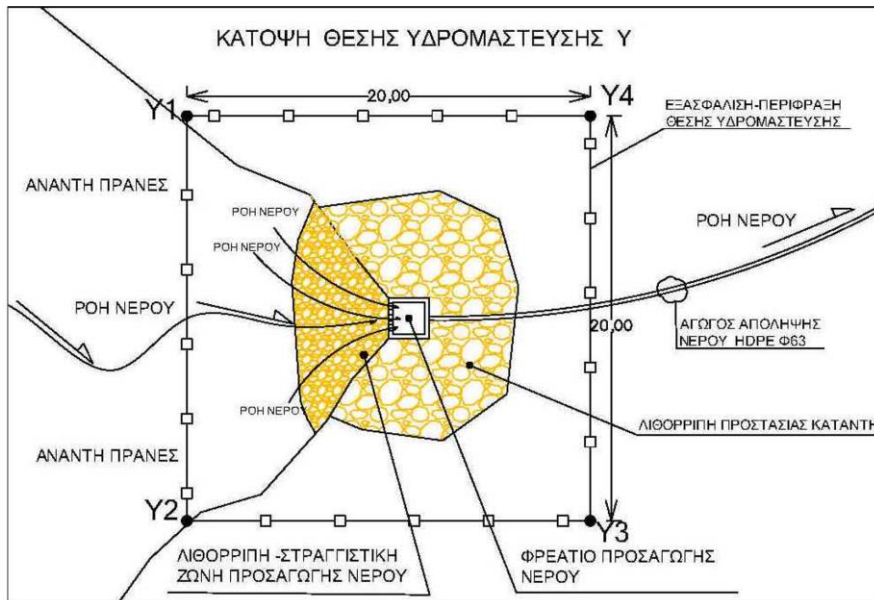 ΚΑΤΟΨΗ ΘΕΣΗΣ ΥΔΡΟΜΑΣΤΕΥΣΗΣ Υ
20,00
Υ1
Υ4
ΕΞΑΣΦΑΛΙΣΗ-ΠΕΡΙΦΡΑΞΗ
ΘΕΣΗΣ ΥΔΡΟΜΑΣΤΕΥΣΗΣ
ΑΝΑΝΤΗ ΠΡΑΝΕΣ
ΡΟΗ ΝΕΡΟΥ
ΡΟΗ ΝΕΡΟΥ
ΡΟΗ ΝΕΡΟΥ
ΡΟΗ ΝΕΡΟΥ
20,00
ΑΓΩΓΟΣ ΑΠΟΛΗΨΗΣ
ΝΕΡΟΥ HDPE Φ63
ΡΟΗ ΝΕΡΟΥ
ΛΙΘΟΡΡΙΠΗ ΠΡΟΣΤΑΣΙΑΣ ΚΑΤΑΝΤΗ
ΑΝΑΝΤΗ ΠΡΑΝΕΣ
Υ2
Υ3
ΛΙΘΟΡΡΙΠΗ -ΣΤΡΑΓΓΙΣΤΙΚΗ
ΖΩΝΗ ΠΡΟΣΑΓΩΓΗΣ ΝΕΡΟΥ
ΦΡΕΑΤΙΟ ΠΡΟΣΑΓΩΓΗΣ
ΝΕΡΟΥ